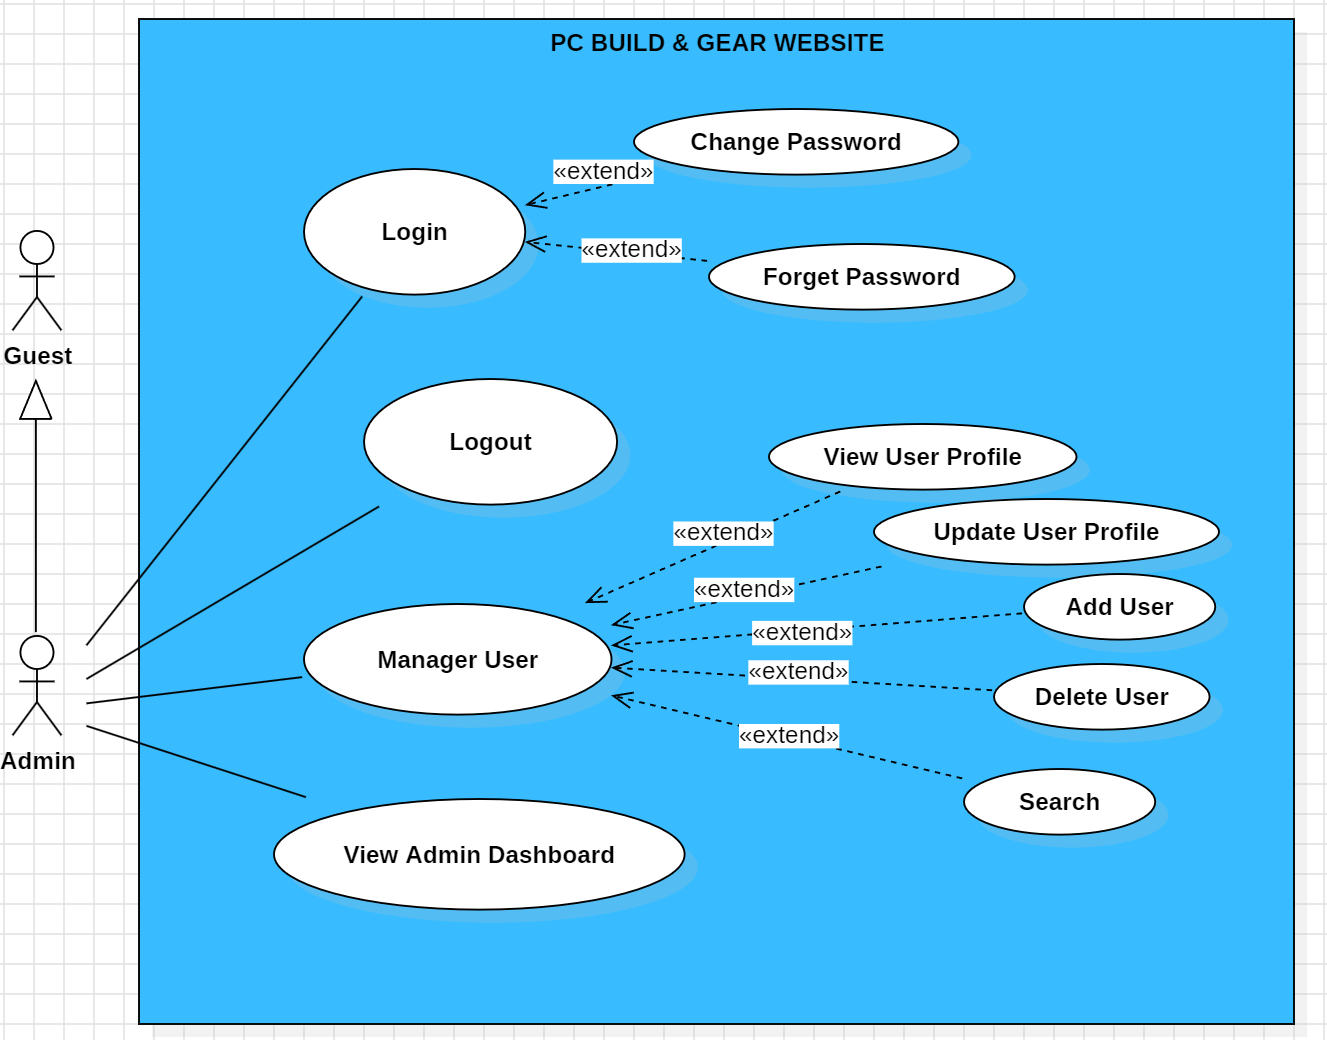 PC BUILD & GEAR WEBSITE
Change Password
«extend»
Login
«extend»
Forget Password
Guest
Logout
View User Profile
«extend»
Update User Profile
«extend»
Add User
«extend»
Manager User
«extend»
Delete User
«extend»
Admin
Search
View Admin Dashboard